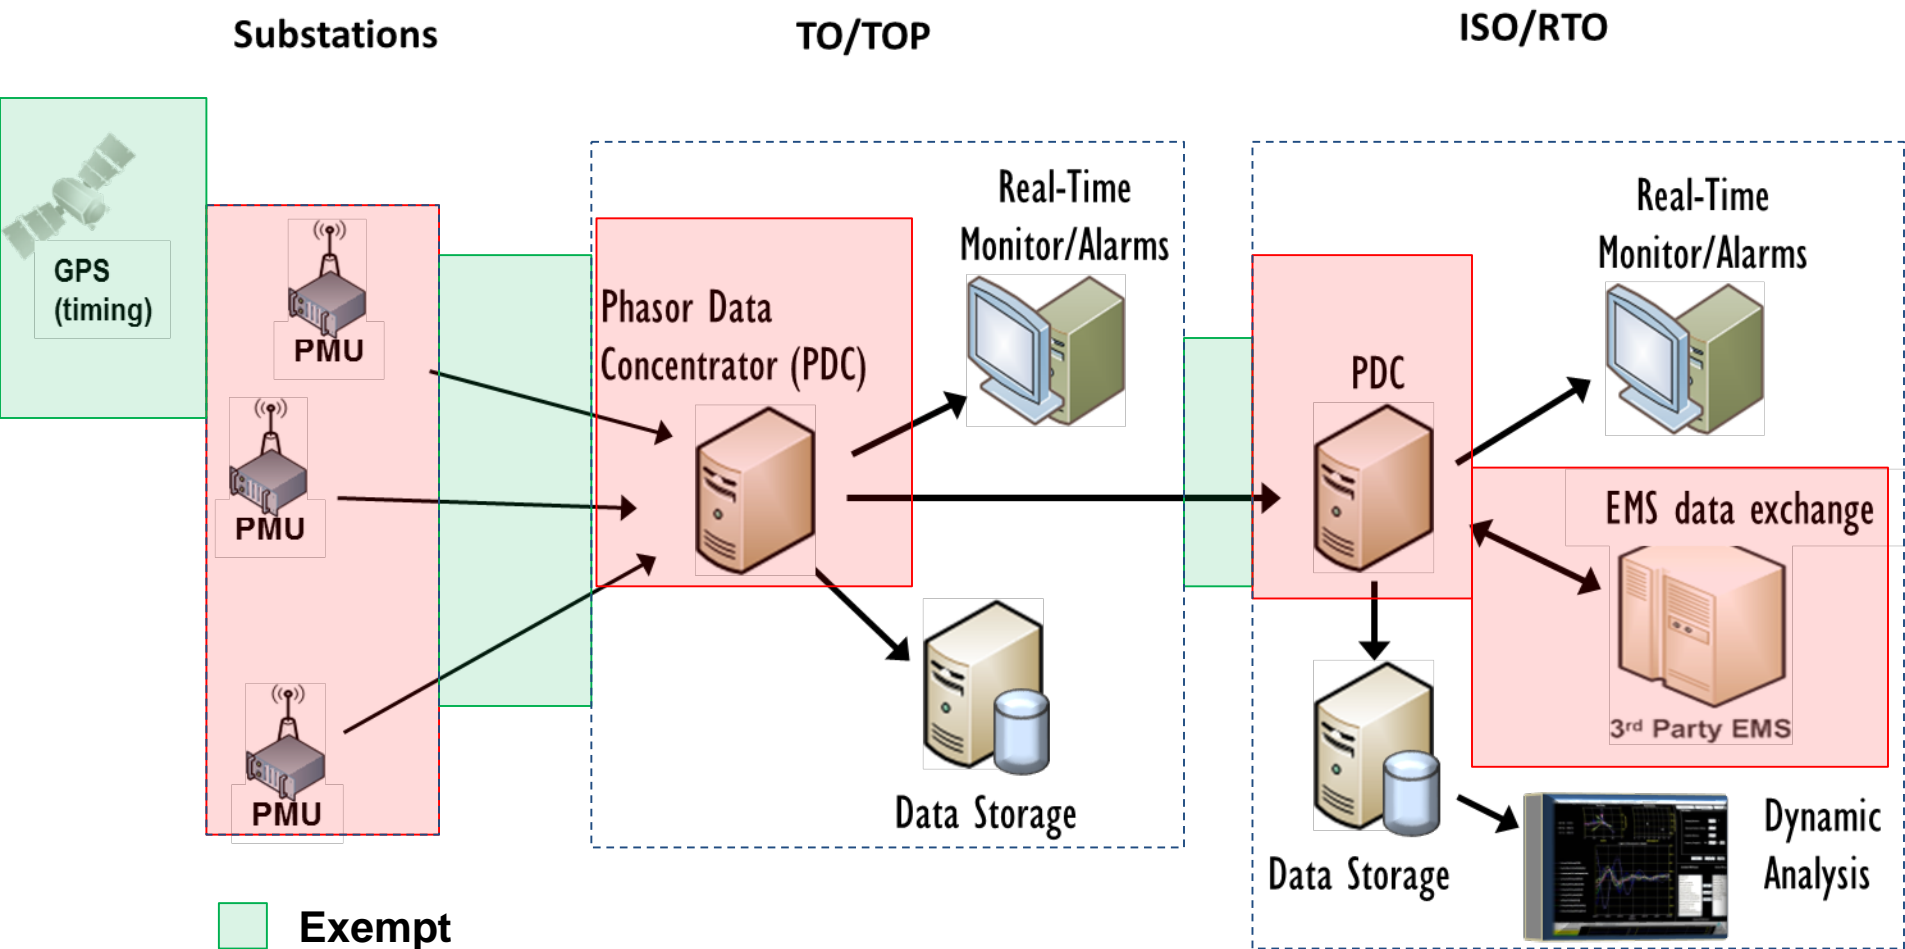 Substations
TO/TOP
ISO/RTO
GPS
(timing)
PMU
PMU
PMU
Phasor Data
Concentrator (PDC)
Real-Time
Monitor/Alarms
Data Storage
PDC
Real-Time
Monitor/Alarms
EMS data exchange
3rd Party EMS
Data Storage
Dynamic
Analysis
Exempt